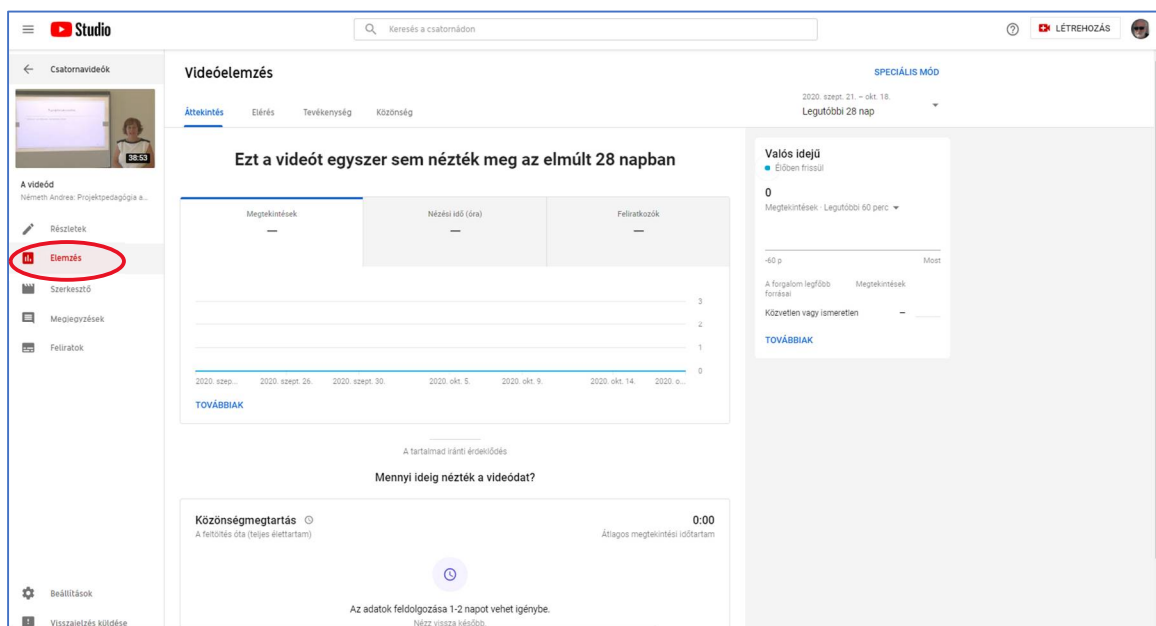 Studio
Keresés a csatornádon
LÉTREHOZÁS
Csatornavideók
38:53
A videód
Németh Andrea: Projektpedagógia a...
Részletek
Elemzés
Szerkesztő
Megjegyzések
Feliratok
Beállítások
Visszajelzés küldése
Videóelemzés
SPECIÁLIS MÓD
Áttekintés Elérés Tevékenység Közönség
2020. szept. 21. – okt. 18.
Legutóbbi 28 nap
Ezt a videót egyszer sem nézték meg az elmúlt 28 napban
Megtekintések
—
Nézési idő (óra)
—
Feliratkozók
—
3
2
1
0
2020. szep... 2020. szept. 26. 2020. szept. 30. 2020. okt. 5. 2020. okt. 9. 2020. okt. 14. 2020. o...
TOVÁBBIAK
A tartalmad iránti érdeklődés
Mennyi ideig nézték a videódat?
Közönségmegtartás
A feltöltés óta (teljes élettartam)
0:00
Átlagos megtekintési időtartam
Az adatok feldolgozása 1-2 napot vehet igénybe.
Nézz vissza később.
Valós idejű
Élőben frissül
0
Megtekintések · Legutóbbi 60 perc
-60 p Most
A forgalom legfőbb forrásai Megtekintések
Közvetlen vagy ismeretlen –
TOVÁBBIAK